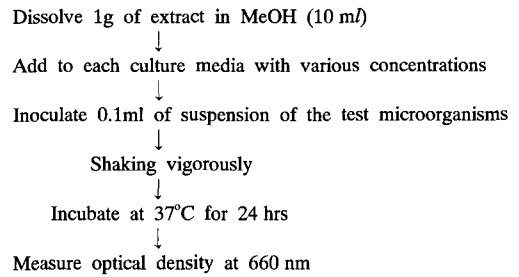 Dissolve 1g of extract in MeOH (10 ml)
↓
Add to each culture media with various concentrations
↓
Inoculate 0.1ml of suspension of the test microorganisms
↓
Shaking vigorously
↓
Incubate at 37°C for 24 hrs
↓
Measure optical density at 660 nm